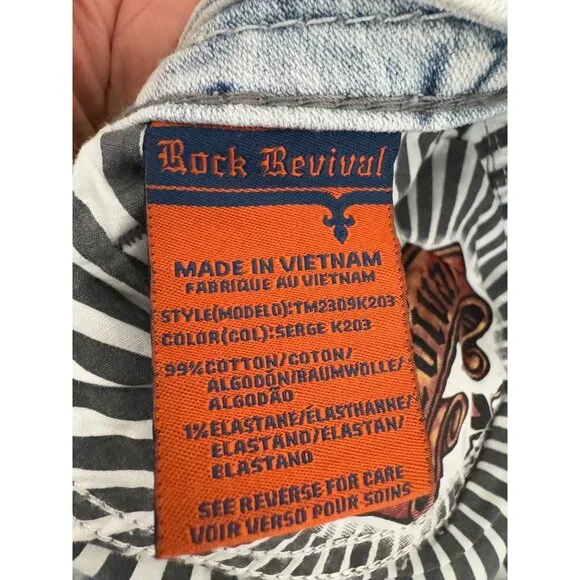 Rock Revival
MADE IN VIETNAM
FABRIQUE AU VIETNAM
STYLE(MODELO):TM2309K203
COLOR(COL):SERGE K203
99%COTTON/COTON/
ALGODÓN/BAUMWOLLE/
ALGODÃO
1%ELASTANE/ÉLASTHANNE/
ELASTANO/ELASTAN/
ELASTANO
SEE REVERSE FOR CARE
VOIR VERSO POUR SOINS